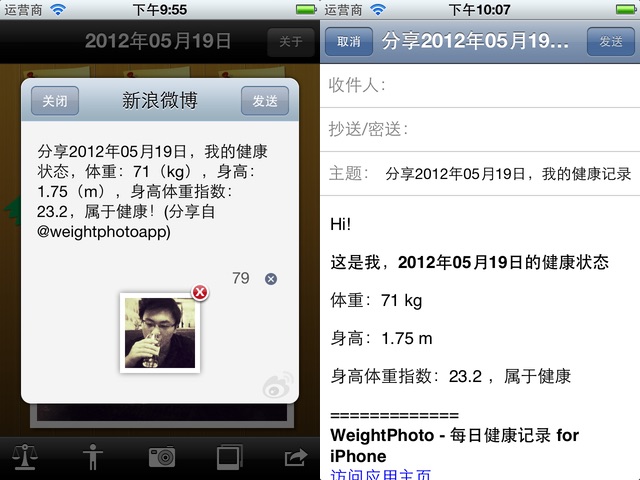 运营商 下午9:55
2012年05月19日 关于
关闭 新浪微博 发送
分享2012年05月19日，我的健康
状态，体重：71（kg），身高：
1.75（m），身高体重指数：
23.2，属于健康！(分享自
@weightphotoapp)
79
运营商 下午10:07
取消 分享2012年05月19... 发送
收件人：
抄送/密送：
主题： 分享2012年05月19日，我的健康记录
Hi!
这是我，2012年05月19日的健康状态
体重：71 kg
身高：1.75 m
身高体重指数：23.2 ，属于健康
=============
WeightPhoto - 每日健康记录 for
iPhone
访问应用主页